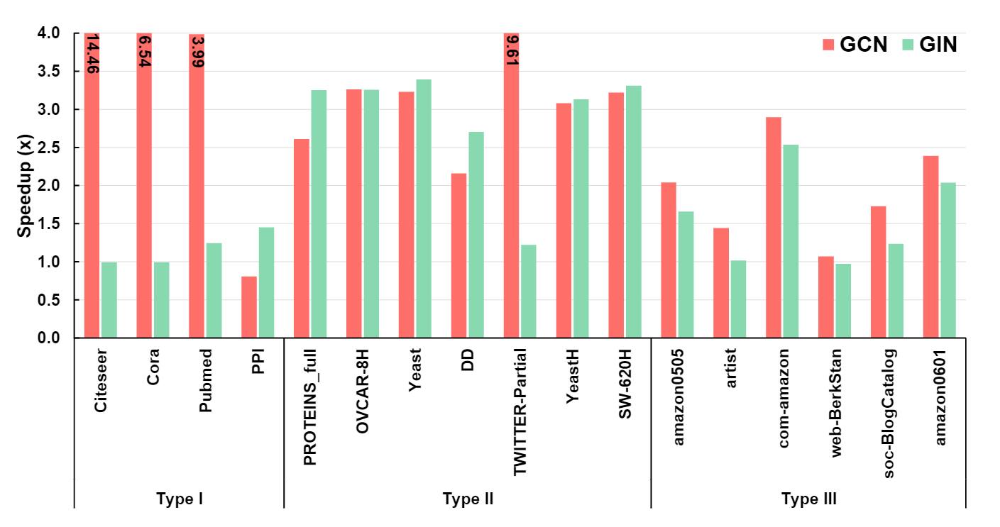 GCN GIN
Speedup (x)
4.0
3.5
3.0
2.5
2.0
1.5
1.0
0.5
0.0
14.46
6.54
3.99
9.61
Citeseer
Cora
Pubmed
PPI
PROTEINS_full
OVCAR-8H
Yeast
DD
TWITTER-Partial
YeastH
SW-620H
amazon0505
artist
com-amazon
web-BerkStan
soc-BlogCatalog
amazon0601
Type I
Type II
Type III